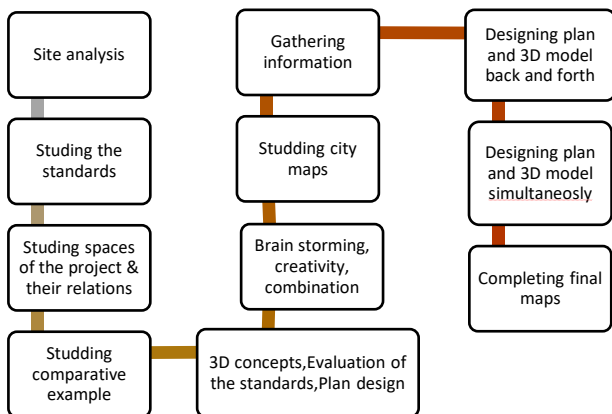 Site analysis
Studing the
standards
Studing spaces
of the project &
their relations
Studding
comparative
example
3D concepts,Evaluation of
the standards,Plan design
Brain storming,
creativity,
combination
Studding city
maps
Gathering
information
Designing plan
and 3D model
back and forth
Designing plan
and 3D model
simultaneosly
Completing final
maps